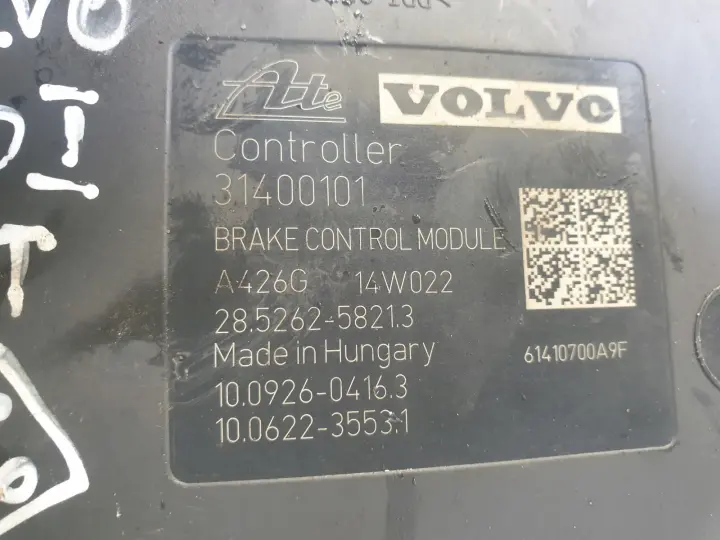 Ate VOLVO
Controller
31400101
BRAKE CONTROL MODULE
A426G 14W022
28.5262-5821.3
Made in Hungary
61410700A9F
10.0926-0416.3
10.0622-3553.1